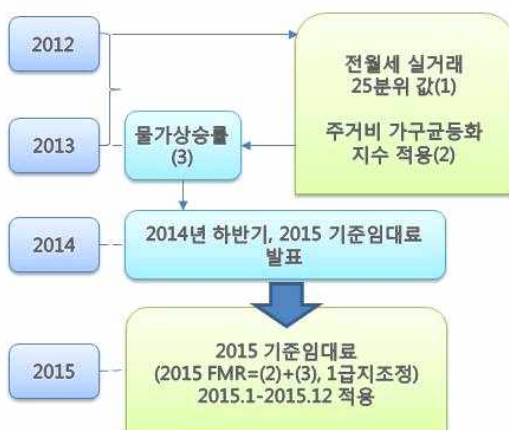 2012
전월세 실거래
25분위 값(1)
주거비 가구균등화
지수 적용(2)
2013
물가상승률
(3)
2014
2014년 하반기, 2015 기준임대료
발표
2015
2015 기준임대료
(2015 FMR=(2)+(3), 1급지조정)
2015.1-2015.12 적용